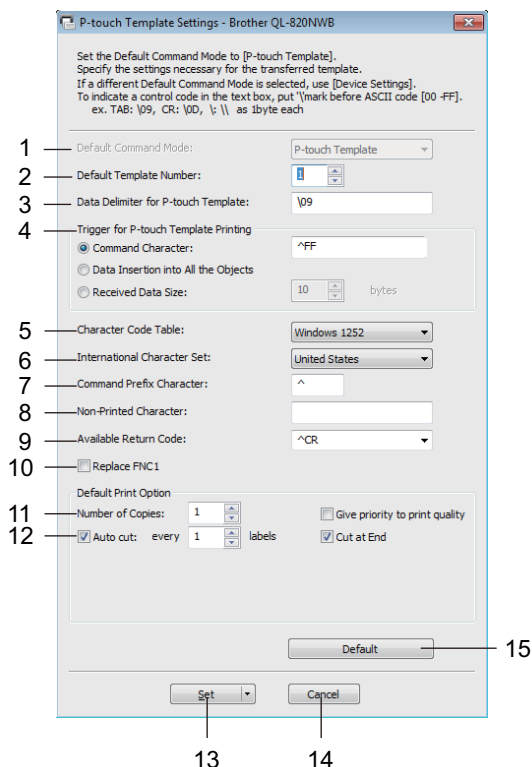 P-touch Template Settings - Brother QL-820NWB
Set the Default Command Mode to [P-touch Template].
Specify the settings necessary for the transferred template.
If a different Default Command Mode is selected, use [Device Settings].
To indicate a control code in the text box, put '\'mark before ASCII code [00 -FF].
ex. TAB: \09, CR: \0D, \: \\ as 1byte each
1 Default Command Mode: P-touch Template
2 Default Template Number: 1
3 Data Delimiter for P-touch Template: \09
4 Trigger for P-touch Template Printing
Command Character: ^FF
Data Insertion into All the Objects
Received Data Size: 10 bytes
5 Character Code Table: Windows 1252
6 International Character Set: United States
7 Command Prefix Character: ^
8 Non-Printed Character:
9 Available Return Code: ^CR
10 Replace FNC1
Default Print Option
11 Number of Copies: 1 Give priority to print quality
12 Auto cut: every 1 labels Cut at End
Default 15
Set Cancel
13 14